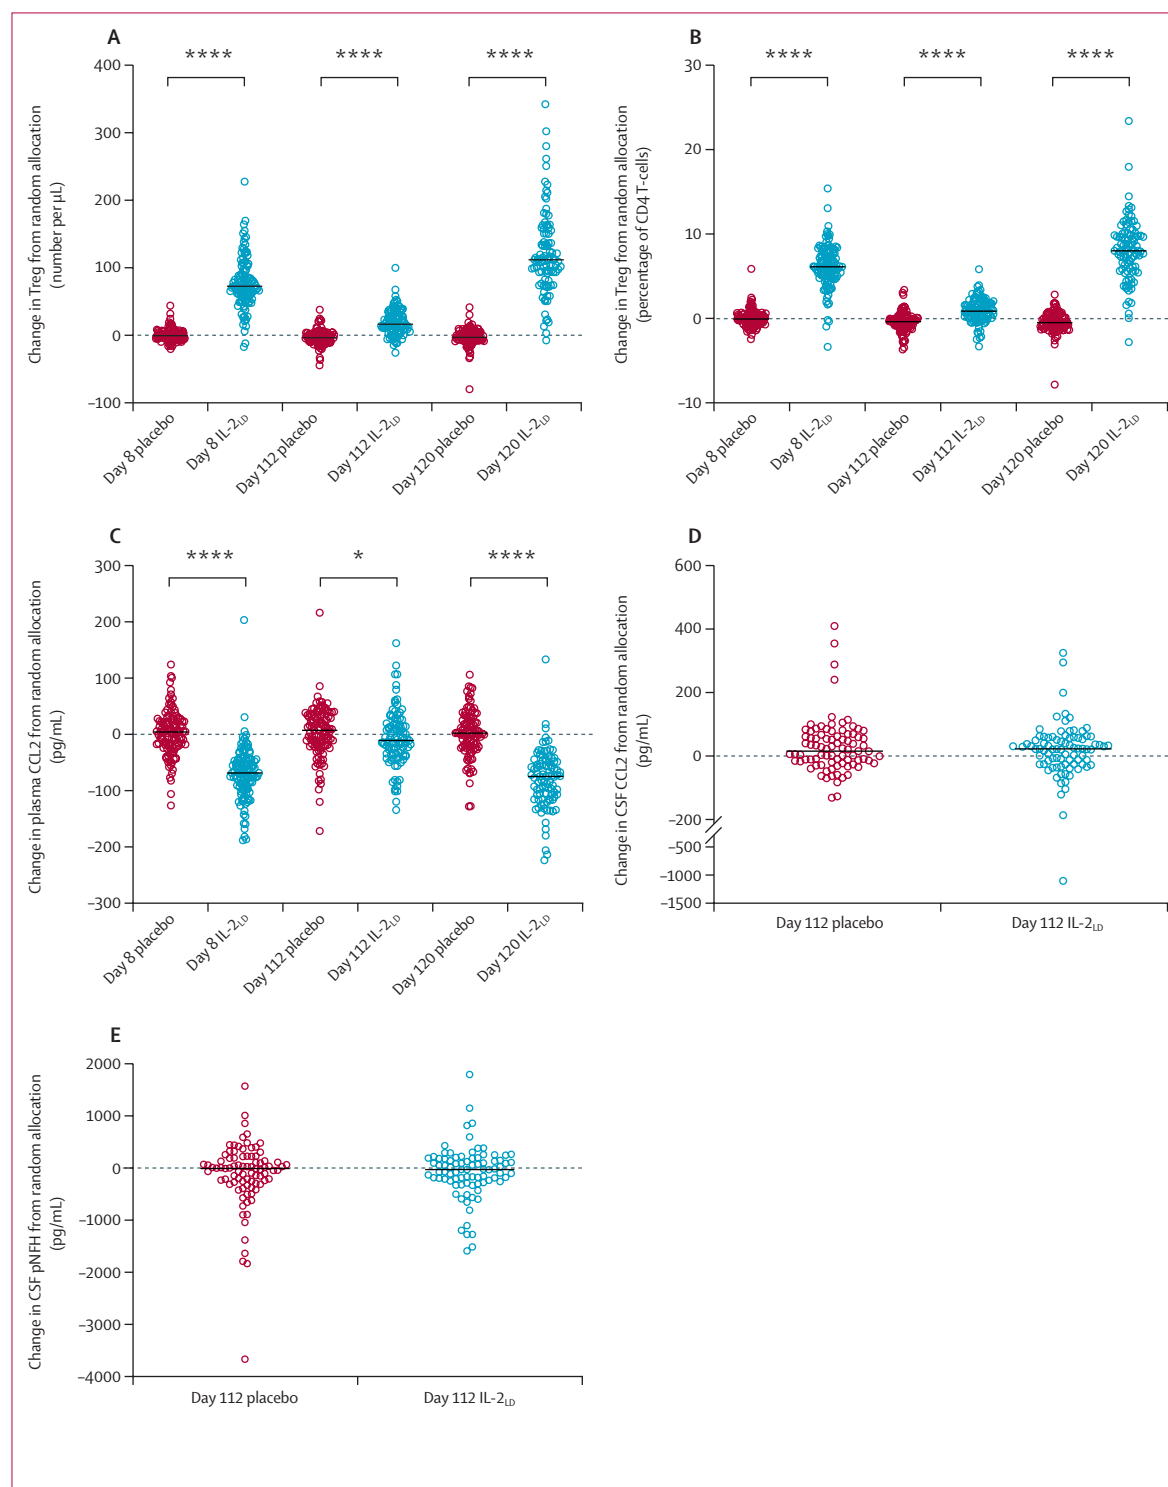 A
****
****
****
400
300
200
100
0
–100
Change in Treg from random allocation
(number per µL)
Day 8 placebo
Day 8 IL-2LD
Day 112 placebo
Day 112 IL-2LD
Day 120 placebo
Day 120 IL-2LD
B
****
****
****
30
20
10
0
–10
Change in Treg from random allocation
(percentage of CD4 T-cells)
Day 8 placebo
Day 8 IL-2LD
Day 112 placebo
Day 112 IL-2LD
Day 120 placebo
Day 120 IL-2LD
C
****
*
****
300
200
100
0
–100
–200
–300
Change in plasma CCL2 from random allocation
(pg/mL)
Day 8 placebo
Day 8 IL-2LD
Day 112 placebo
Day 112 IL-2LD
Day 120 placebo
Day 120 IL-2LD
D
600
400
200
0
–200
–500
–1000
–1500
Change in CSF CCL2 from random allocation
(pg/mL)
Day 112 placebo
Day 112 IL-2LD
E
2000
1000
0
–1000
–2000
–3000
–4000
Change in CSF pNFH from random allocation
(pg/mL)
Day 112 placebo
Day 112 IL-2LD